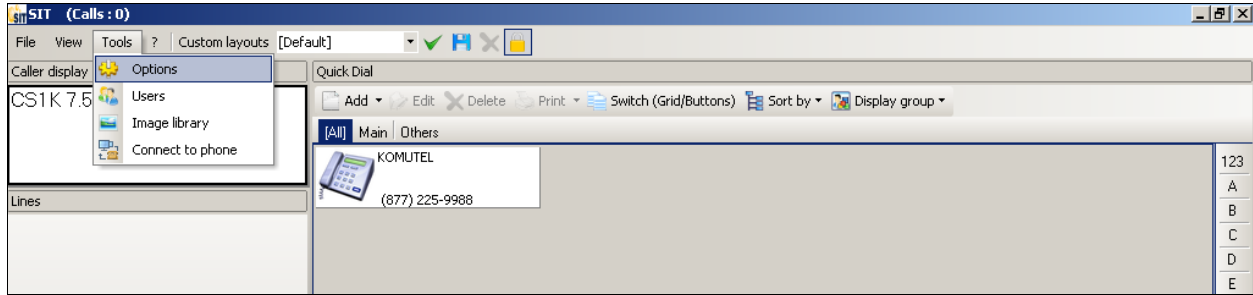 SIT SIT (Calls : 0)
File View Tools ? Custom layouts [Default]
Caller display
Options
Users
Image library
Connect to phone
CS1K 7.5
Lines
Quick Dial
Add Edit Delete Print Switch (Grid/Buttons) Sort by Display group
[All] Main Others
KOMUTEL
(877) 225-9988
123
A
B
C
D
E